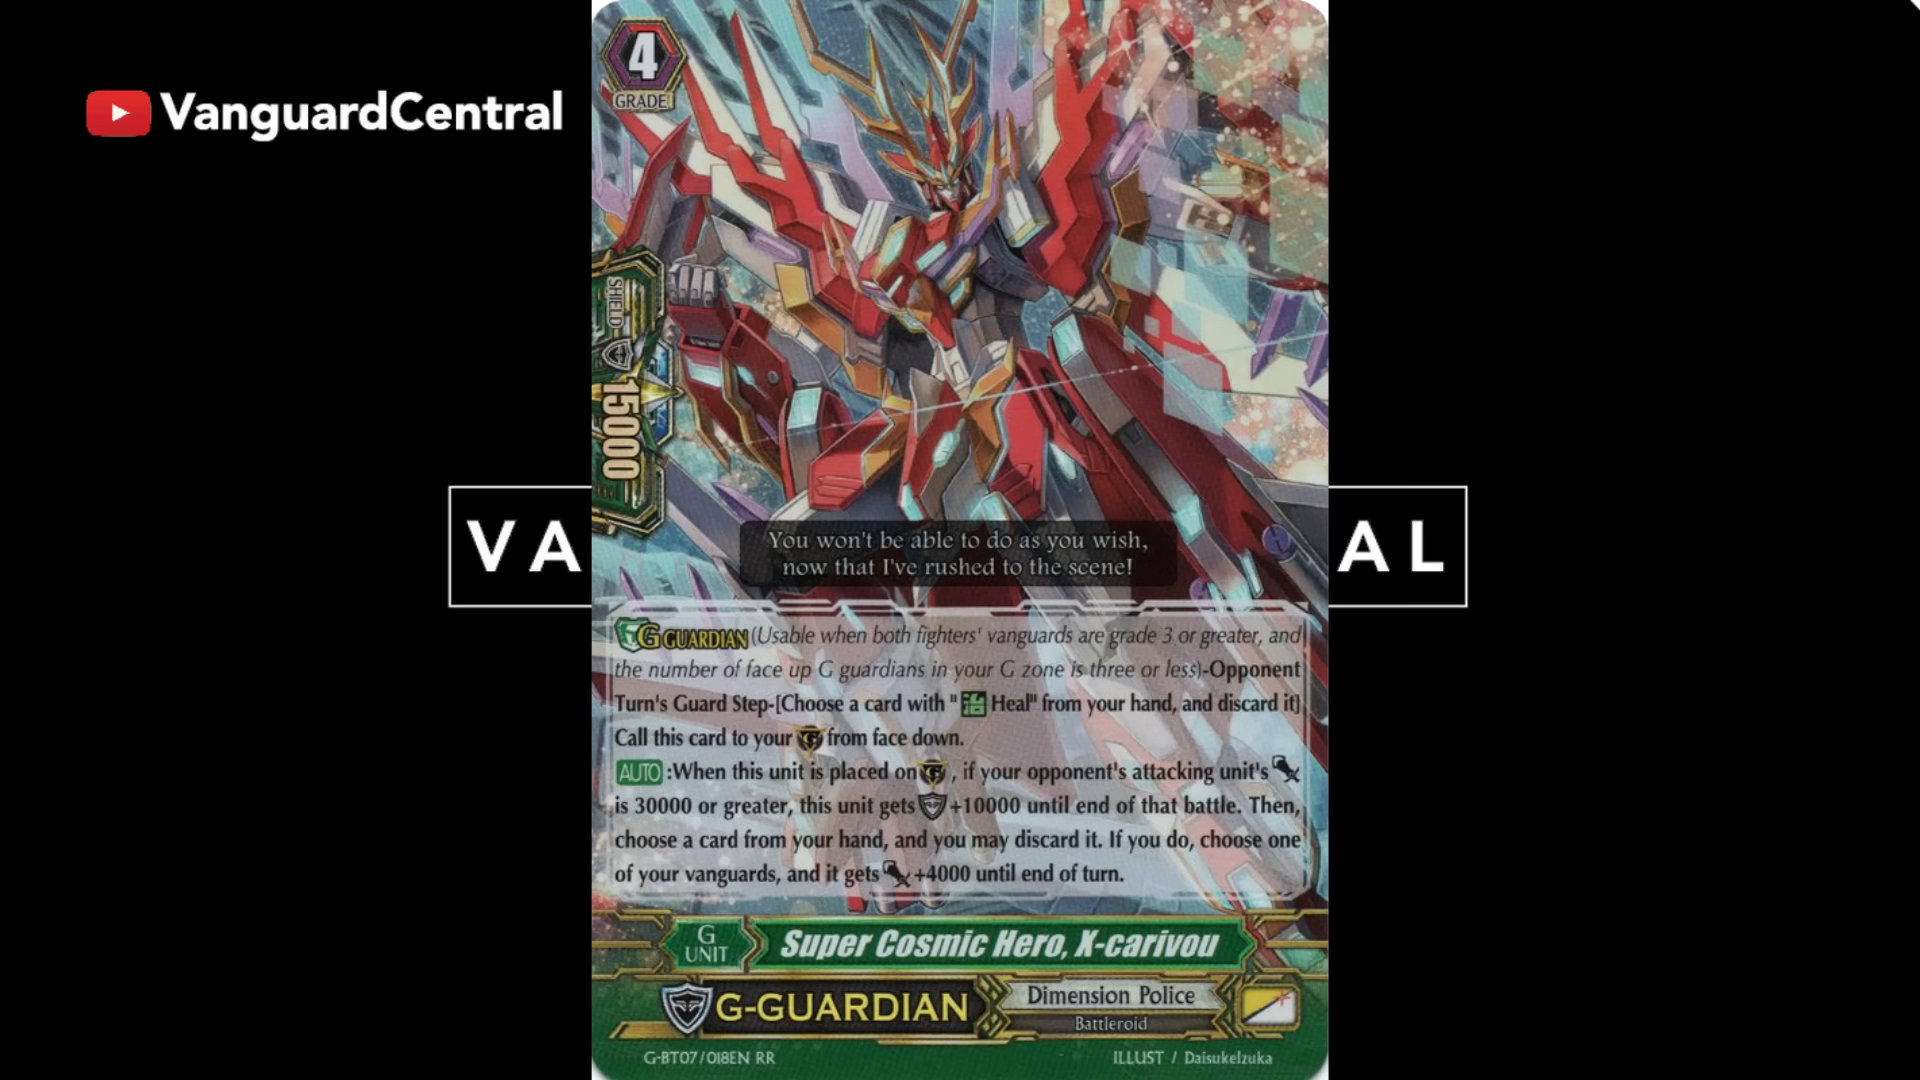 VanguardCentral
4
GRADE
SHIELD
15000
VA
AL
You won't be able to do as you wish,
now that I've rushed to the scene!
G GUARDIAN (Usable when both fighters' vanguards are grade 3 or greater, and
the number of face up G guardians in your G zone is three or less)-Opponent
Turn's Guard Step-[Choose a card with "治 Heal" from your hand, and discard it]
Call this card to your G from face down.
AUTO :When this unit is placed on G , if your opponent's attacking unit's
is 30000 or greater, this unit gets +10000 until end of that battle. Then,
choose a card from your hand, and you may discard it. If you do, choose one
of your vanguards, and it gets +4000 until end of turn.
G
UNIT
Super Cosmic Hero, X-carivou
G-GUARDIAN
Dimension Police
Battleroid
G-BT07/018EN RR
ILLUST / DaisukeIzuka